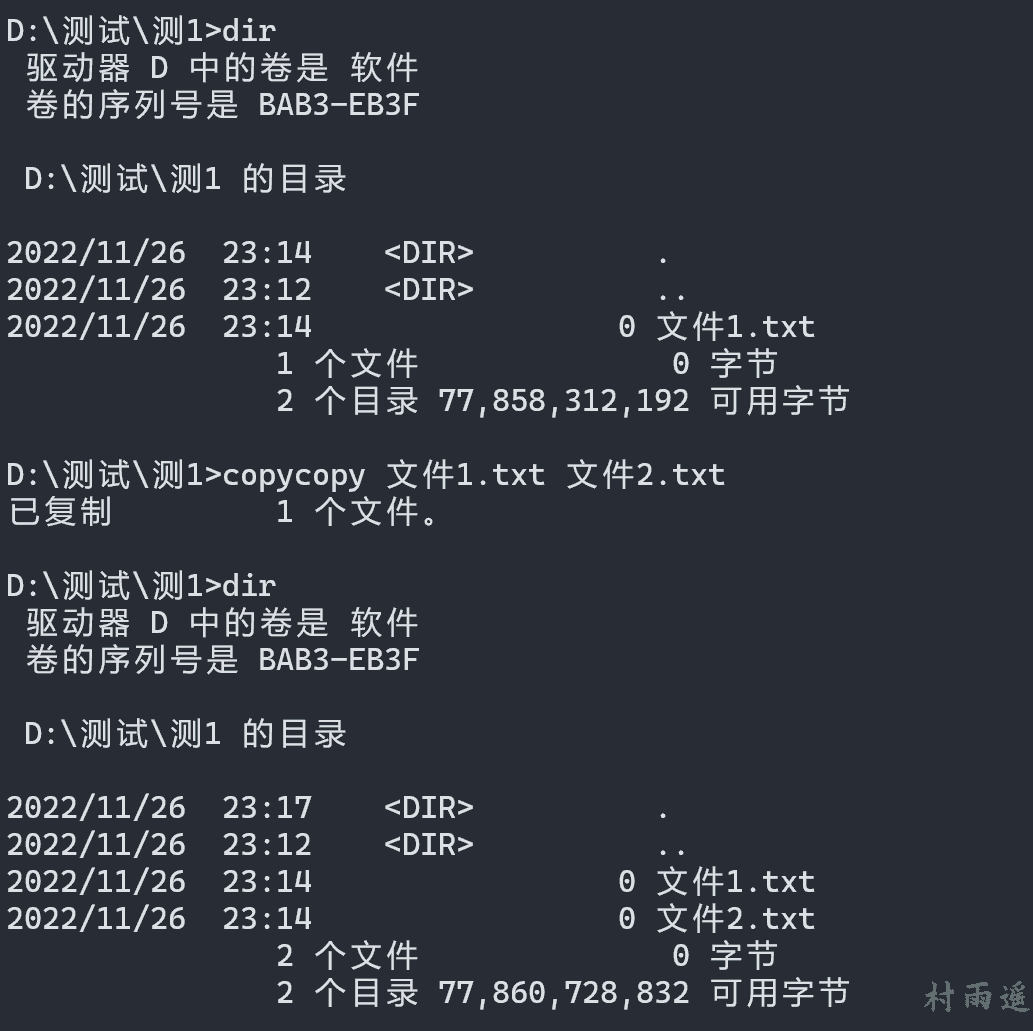 D:\测试\测1>dir
 驱动器 D 中的卷是 软件
 卷的序列号是 BAB3-EB3F

 D:\测试\测1 的目录

2022/11/26  23:14    <DIR>          .
2022/11/26  23:12    <DIR>          ..
2022/11/26  23:14                 0 文件1.txt
               1 个文件              0 字节
               2 个目录 77,858,312,192 可用字节

D:\测试\测1>copycopy 文件1.txt 文件2.txt
已复制         1 个文件。

D:\测试\测1>dir
 驱动器 D 中的卷是 软件
 卷的序列号是 BAB3-EB3F

 D:\测试\测1 的目录

2022/11/26  23:17    <DIR>          .
2022/11/26  23:12    <DIR>          ..
2022/11/26  23:14                 0 文件1.txt
2022/11/26  23:14                 0 文件2.txt
               2 个文件              0 字节
               2 个目录 77,860,728,832 可用字节
村雨遥